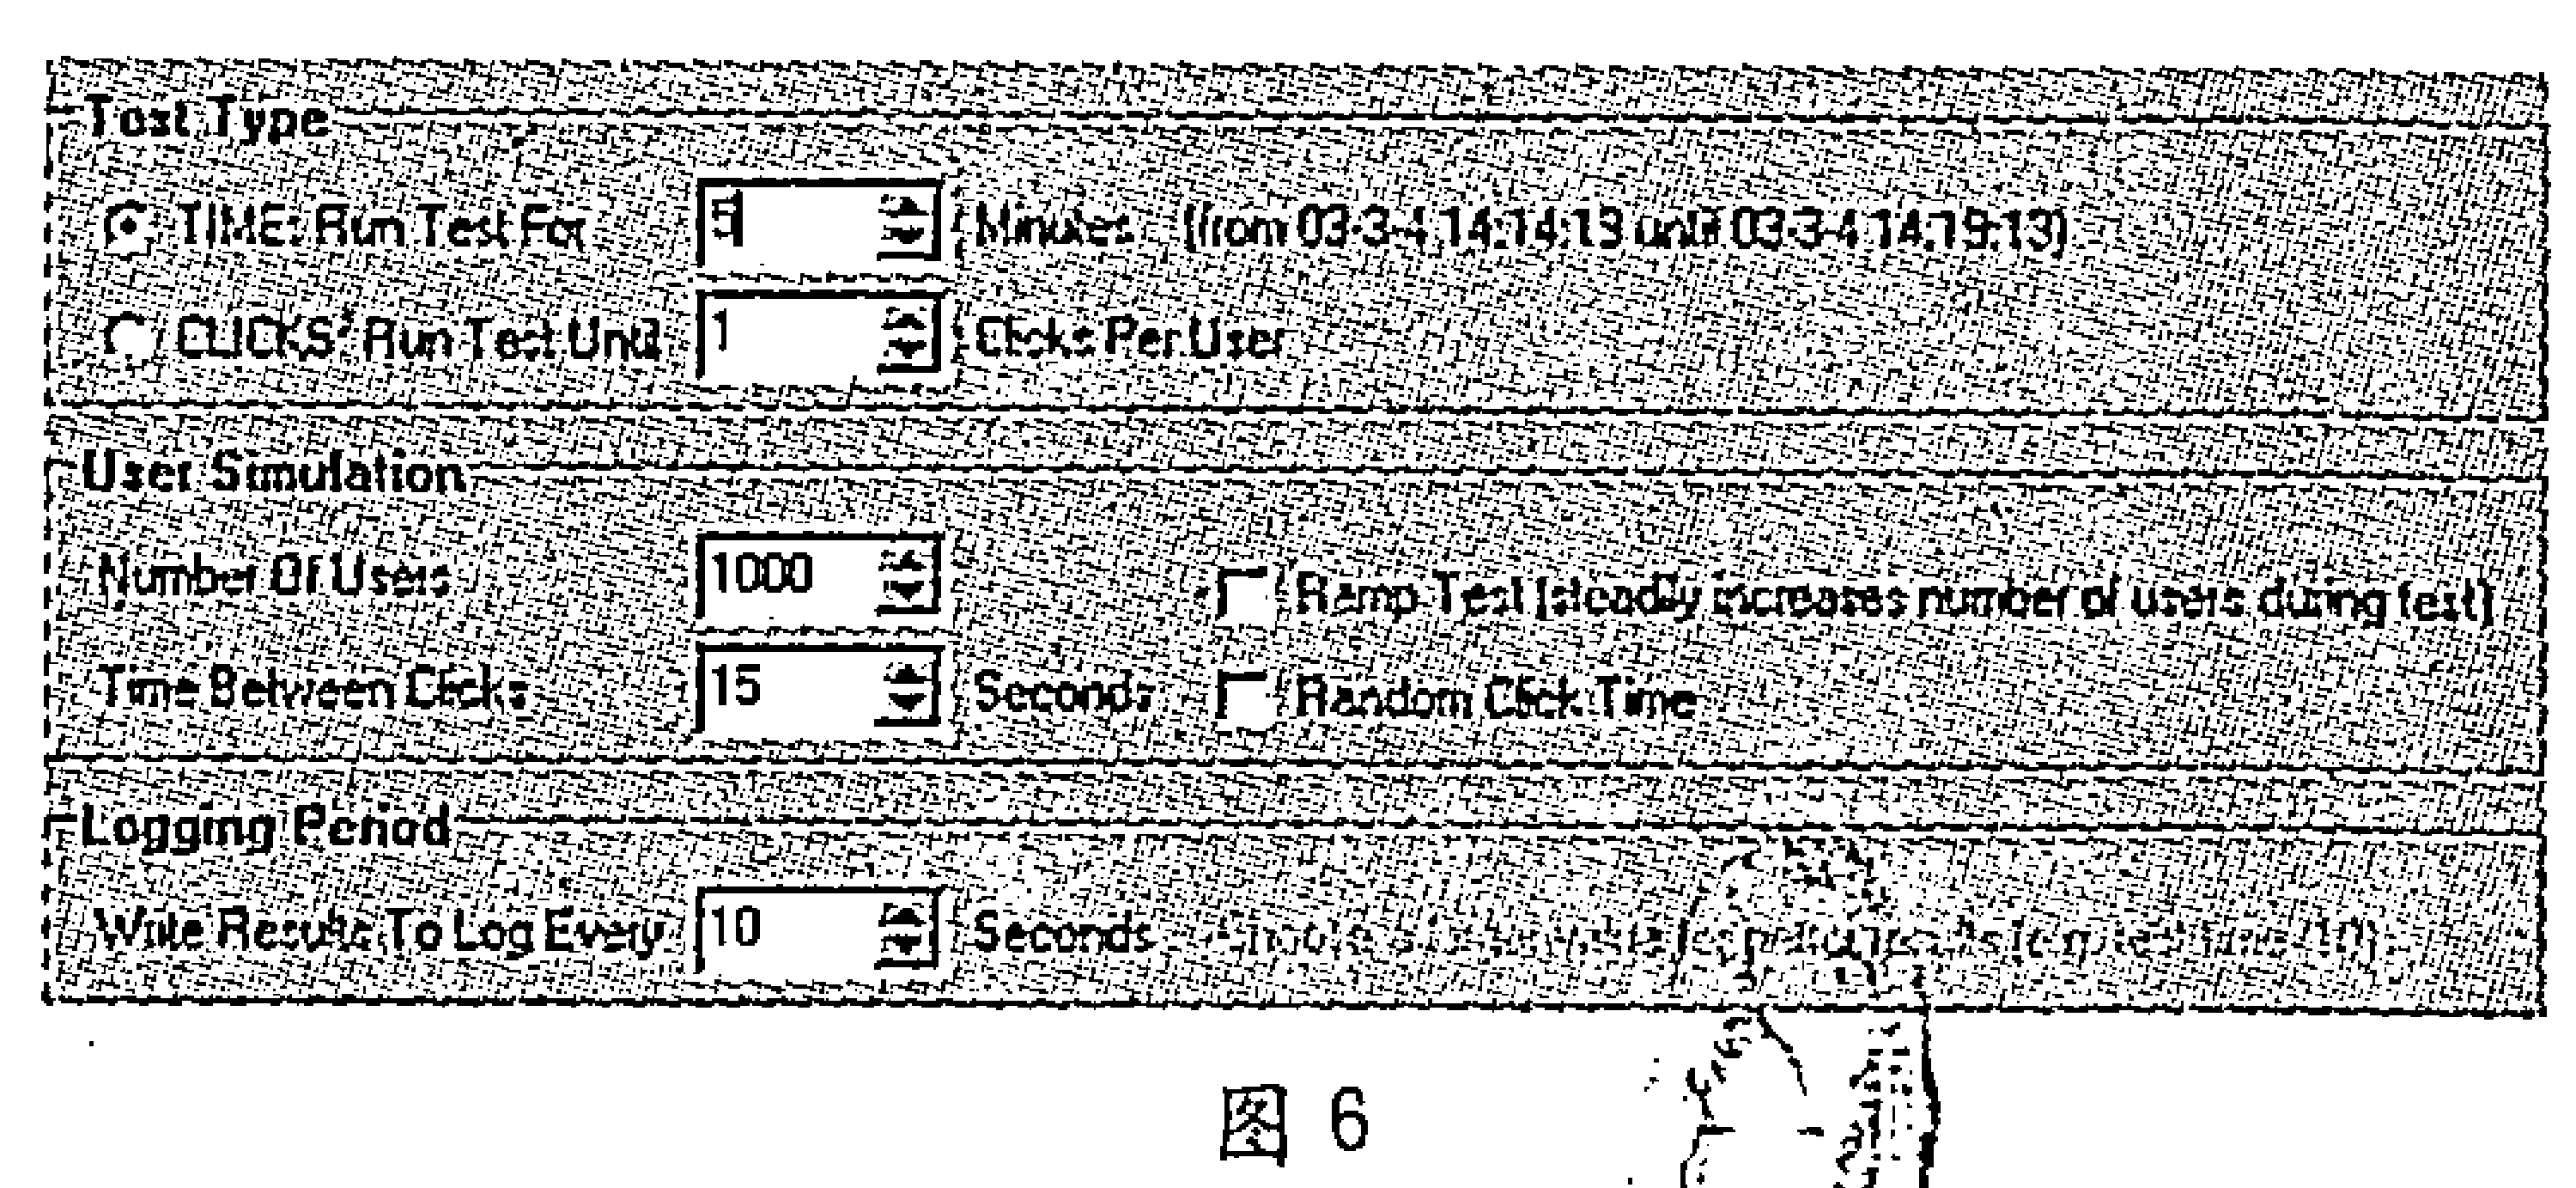 Test Type
TIME: Run Test For 5 Minutes (from 03-3-4 14:14:13 until 03-3-4 14:19:13)
CLICKS: Run Test Until 1 Clicks Per User
User Simulation
Number Of Users 1000 Ramp Test (steadily increases number of users during test)
Time Between Clicks 15 Seconds Random Click Time
Logging Period
Write Results To Log Every 10 Seconds
图 6